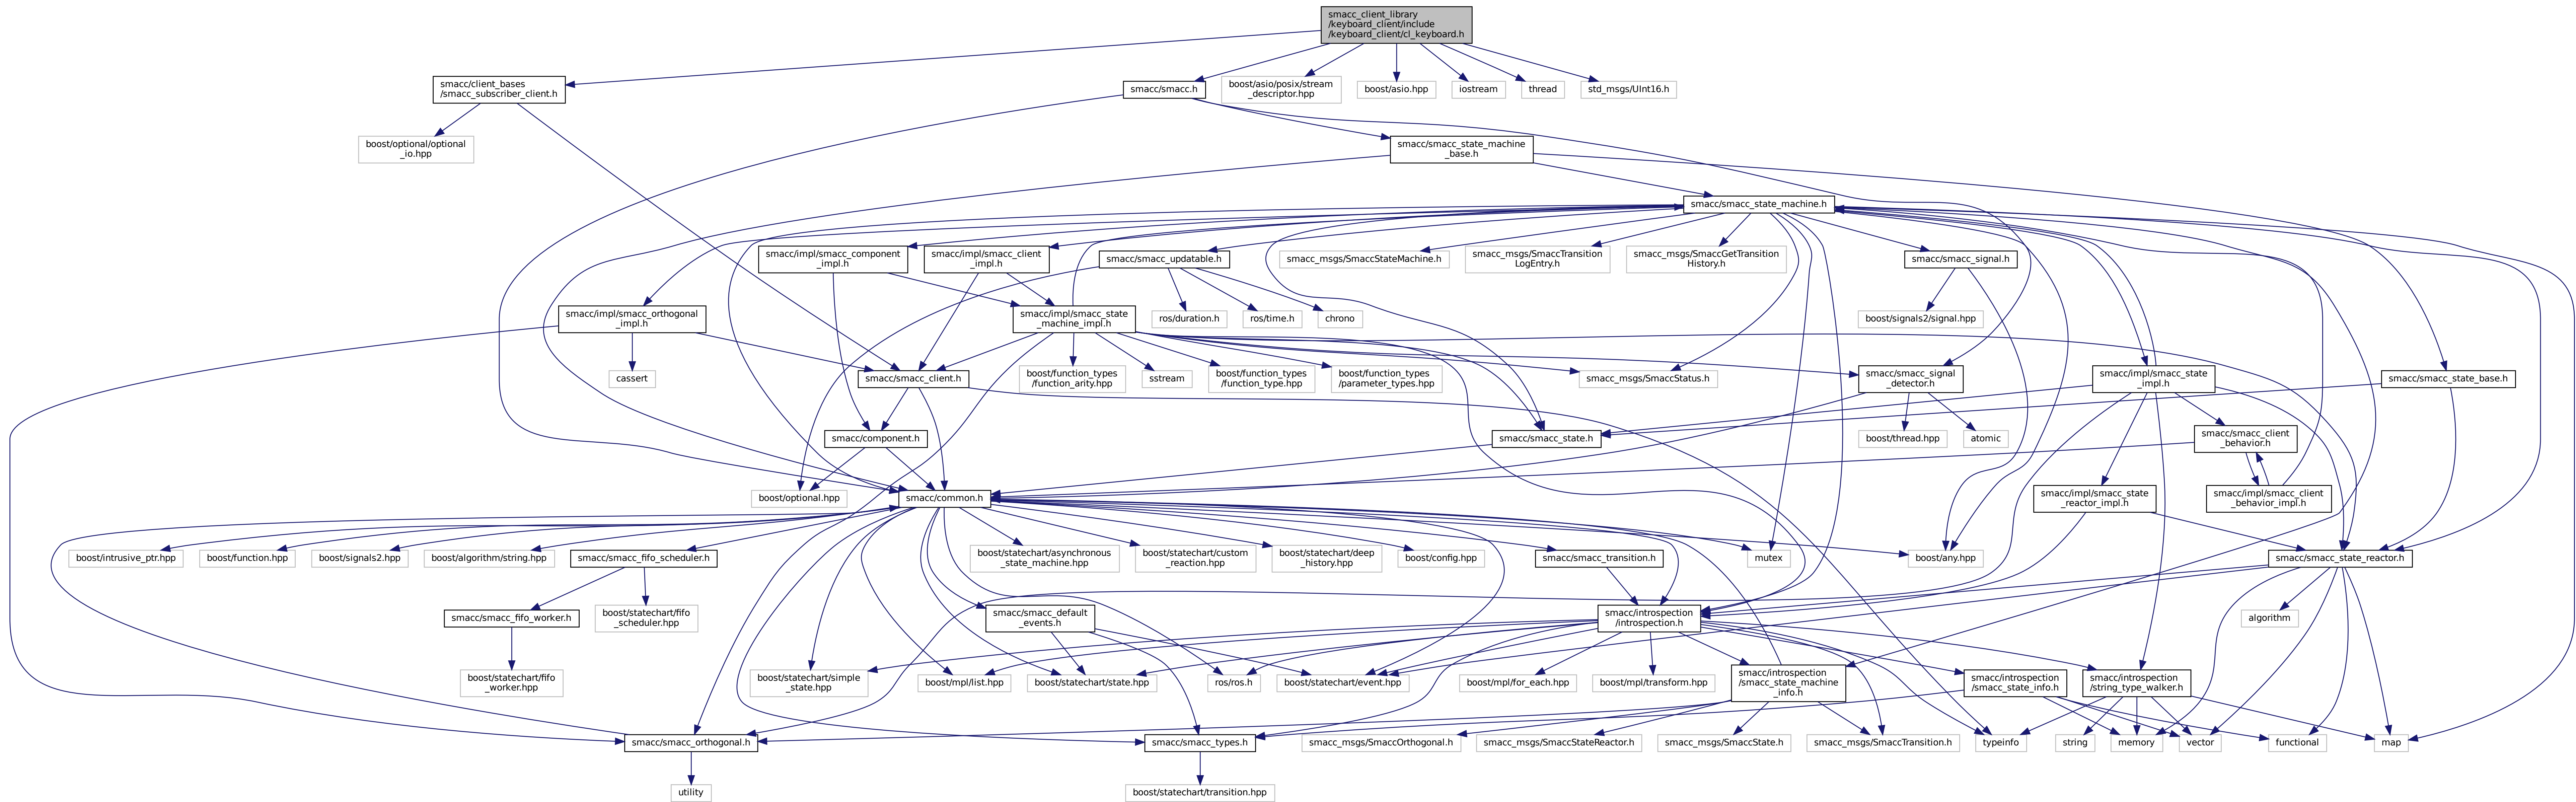 smacc_client_library
/keyboard_client/include
/keyboard_client/cl_keyboard.h
smacc/client_bases
/smacc_subscriber_client.h
smacc/smacc.h
boost/asio/posix/stream
_descriptor.hpp
boost/asio.hpp
iostream
thread
std_msgs/UInt16.h
boost/optional/optional
_io.hpp
smacc/smacc_state_machine
_base.h
smacc/smacc_state_machine.h
smacc/impl/smacc_component
_impl.h
smacc/impl/smacc_client
_impl.h
smacc/smacc_updatable.h
smacc_msgs/SmaccStateMachine.h
smacc_msgs/SmaccTransition
LogEntry.h
smacc_msgs/SmaccGetTransition
History.h
smacc/smacc_signal.h
smacc/impl/smacc_orthogonal
_impl.h
smacc/impl/smacc_state
_machine_impl.h
ros/duration.h
ros/time.h
chrono
boost/signals2/signal.hpp
cassert
smacc/smacc_client.h
boost/function_types
/function_arity.hpp
sstream
boost/function_types
/function_type.hpp
boost/function_types
/parameter_types.hpp
smacc_msgs/SmaccStatus.h
smacc/smacc_signal
_detector.h
smacc/impl/smacc_state
_impl.h
smacc/smacc_state_base.h
smacc/component.h
smacc/smacc_state.h
boost/thread.hpp
atomic
smacc/smacc_client
_behavior.h
boost/optional.hpp
smacc/common.h
smacc/impl/smacc_state
_reactor_impl.h
smacc/impl/smacc_client
_behavior_impl.h
boost/intrusive_ptr.hpp
boost/function.hpp
boost/signals2.hpp
boost/algorithm/string.hpp
smacc/smacc_fifo_scheduler.h
boost/statechart/asynchronous
_state_machine.hpp
boost/statechart/custom
_reaction.hpp
boost/statechart/deep
_history.hpp
boost/config.hpp
smacc/smacc_transition.h
mutex
boost/any.hpp
smacc/smacc_state_reactor.h
smacc/smacc_fifo_worker.h
boost/statechart/fifo
_scheduler.hpp
smacc/smacc_default
_events.h
smacc/introspection
/introspection.h
algorithm
boost/statechart/fifo
_worker.hpp
boost/statechart/simple
_state.hpp
boost/mpl/list.hpp
boost/statechart/state.hpp
ros/ros.h
boost/statechart/event.hpp
boost/mpl/for_each.hpp
boost/mpl/transform.hpp
smacc/introspection
/smacc_state_machine
_info.h
smacc/introspection
/smacc_state_info.h
smacc/introspection
/string_type_walker.h
smacc/smacc_orthogonal.h
smacc/smacc_types.h
smacc_msgs/SmaccOrthogonal.h
smacc_msgs/SmaccStateReactor.h
smacc_msgs/SmaccState.h
smacc_msgs/SmaccTransition.h
typeinfo
string
memory
vector
functional
map
utility
boost/statechart/transition.hpp